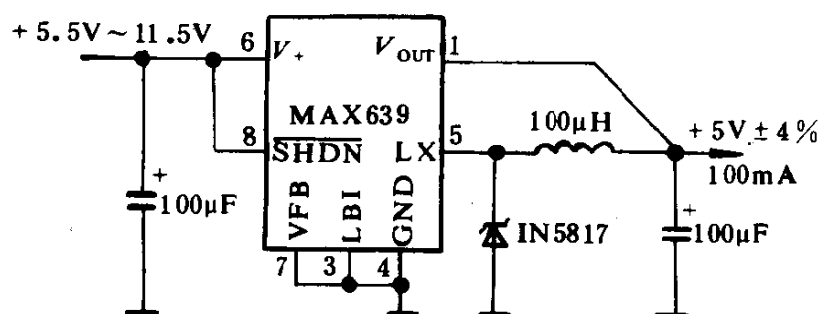 + 5.5V～11.5V
6
V+
VOUT
1
MAX639
8
SHDN
LX
5
100μH
+ 5V ± 4%
100mA
+
100μF
VFB
LBI
GND
7
3
4
IN5817
+
100μF